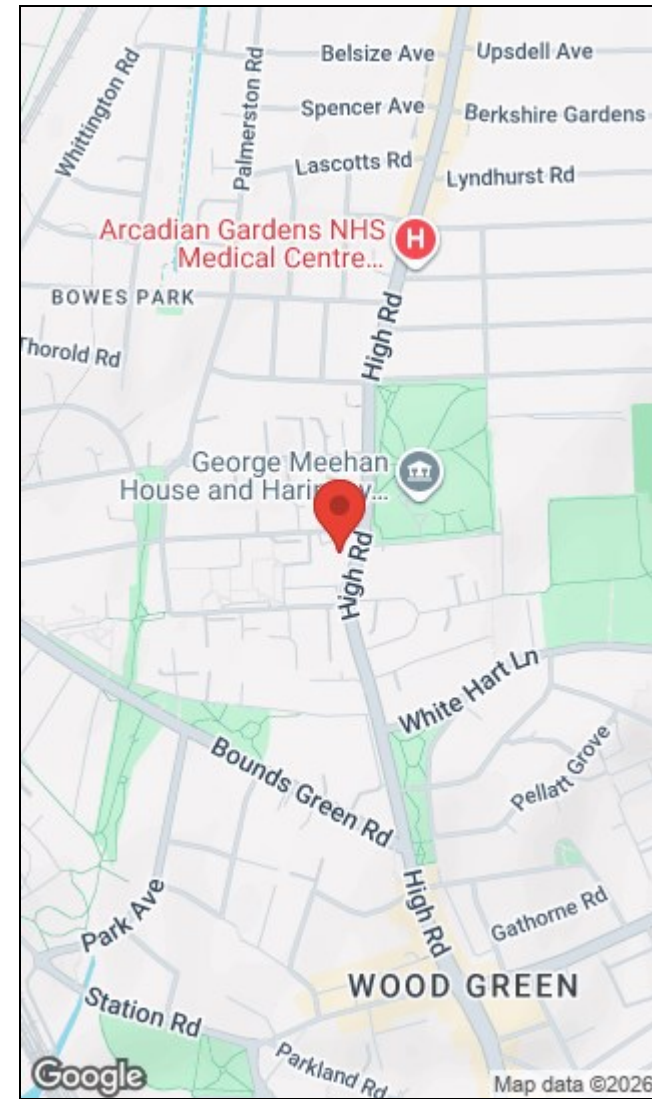 Belsize Ave
Upsdell Ave
Whittington Rd
Palmerston Rd
Spencer Ave
Berkshire Gardens
Lascotts Rd
Lyndhurst Rd
Arcadian Gardens NHS
Medical Centre...
H
BOWES PARK
High Rd
Thorold Rd
George Meehan
House and
High Rd
White Hart Ln
Bounds Green Rd
Pellatt Grove
High Rd
Park Ave
Gathorne Rd
WOOD GREEN
Station Rd
Parkland Rd
Google
Map data ©2026